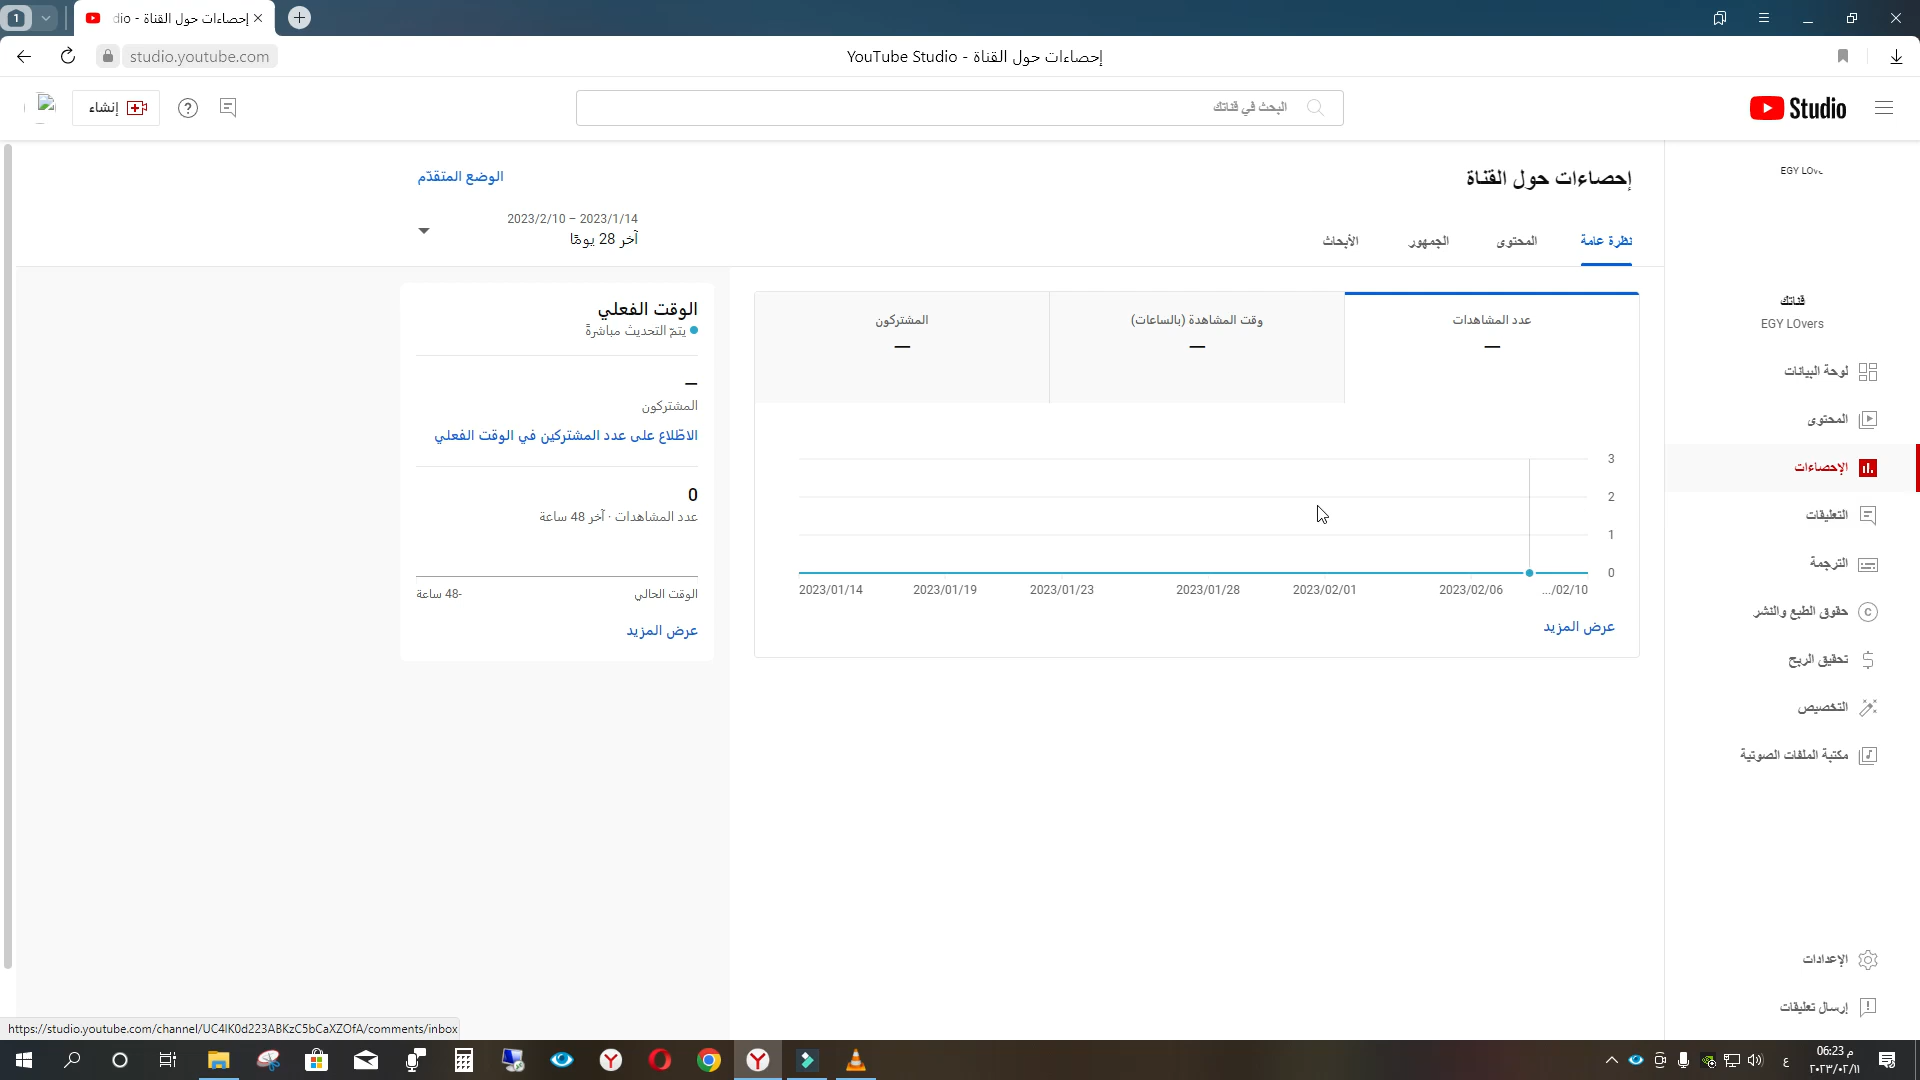 1
إحصاءات حول القناة - dio
studio.youtube.com
إحصاءات حول القناة - YouTube Studio
Studio
البحث في قناتك
إنشاء
EGY LOv
إحصاءات حول القناة
الوضع المتقدّم
2023/1/14 – 2023/2/10
آخر 28 يومًا
نظرة عامة
المحتوى
الجمهور
الأبحاث
عدد المشاهدات
—
وقت المشاهدة (بالساعات)
—
المشتركون
—
3
2
1
0
2023/01/14 2023/01/19 2023/01/23 2023/01/28 2023/02/01 2023/02/06 .../02/10
عرض المزيد
الوقت الفعلي
يتمّ التحديث مباشرةً
—
المشتركون
الاطّلاع على عدد المشتركين في الوقت الفعلي
0
عدد المشاهدات · آخر 48 ساعة
الوقت الحالي
-48 ساعة
عرض المزيد
قناتك
EGY LOvers
لوحة البيانات
المحتوى
الإحصاءات
التعليقات
الترجمة
حقوق الطبع والنشر
تحقيق الربح
التخصيص
مكتبة الملفات الصوتية
الإعدادات
إرسال تعليقات
https://studio.youtube.com/channel/UC4lK0d223ABKzC5bCaXZOfA/comments/inbox
ع
06:23 م
٢٠٢٣/٠٢/١١